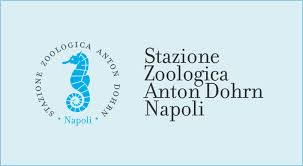 STAZIONE ZOOLOGICA ANTON DOHRN
• Napoli •
Stazione
Zoologica
Anton Dohrn
Napoli